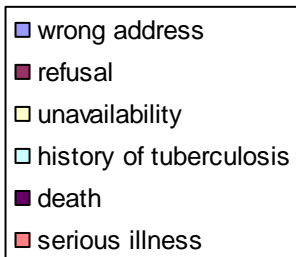 wrong address
refusal
unavailability
history of tuberculosis
death
serious illness